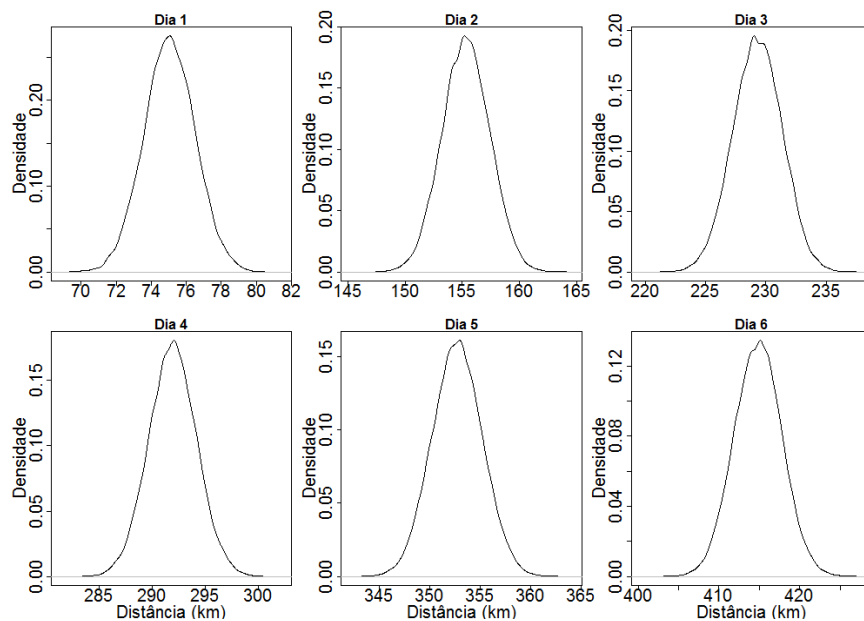 Dia 1
Densidade
0.00 0.10 0.20
70 72 74 76 78 80 82
Dia 2
Densidade
0.00 0.05 0.10 0.15 0.20
145 150 155 160 165
Dia 3
Densidade
0.00 0.05 0.10 0.15 0.20
220 225 230 235
Dia 4
Densidade
0.00 0.05 0.10 0.15
285 290 295 300
Distância (km)
Dia 5
Densidade
0.00 0.05 0.10 0.15
345 350 355 360 365
Distância (km)
Dia 6
Densidade
0.00 0.04 0.08 0.12
400 410 420
Distância (km)